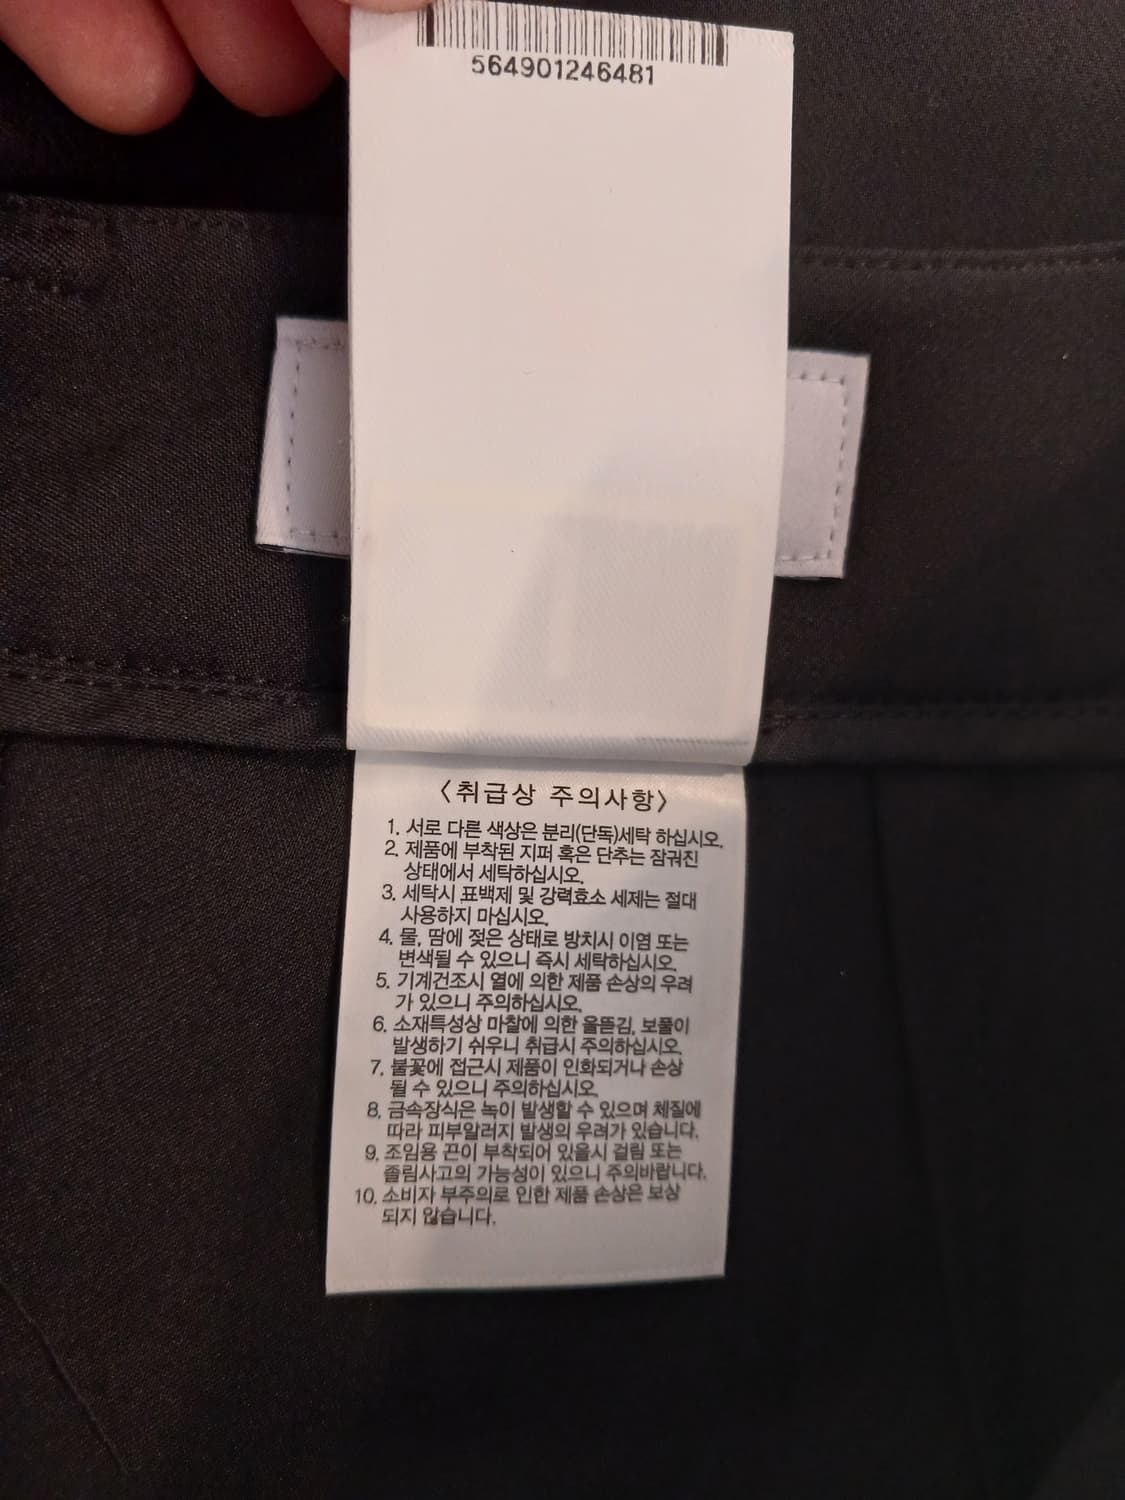 564901246481
〈취급상 주의사항〉
1. 서로 다른 색상은 분리(단독)세탁 하십시오.
2. 제품에 부착된 지퍼 혹은 단추는 잠궈진
상태에서 세탁하십시오.
3. 세탁시 표백제 및 강력효소 세제는 절대
사용하지 마십시오.
4. 물, 땀에 젖은 상태로 방치시 이염 또는
변색될 수 있으니 즉시 세탁하십시오.
5. 기계건조시 열에 의한 제품 손상의 우려
가 있으니 주의하십시오.
6. 소재특성상 마찰에 의한 올뜯김, 보풀이
발생하기 쉬우니 취급시 주의하십시오.
7. 불꽃에 접근시 제품이 인화되거나 손상
될 수 있으니 주의하십시오.
8. 금속장식은 녹이 발생할 수 있으며 체질에
따라 피부알러지 발생의 우려가 있습니다.
9. 조임용 끈이 부착되어 있을시 걸림 또는
졸림사고의 가능성이 있으니 주의바랍니다.
10. 소비자 부주의로 인한 제품 손상은 보상
되지 않습니다.